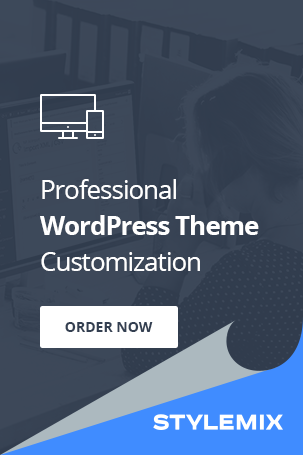 Professional
WordPress Theme
Customization
ORDER NOW
STYLEMIX